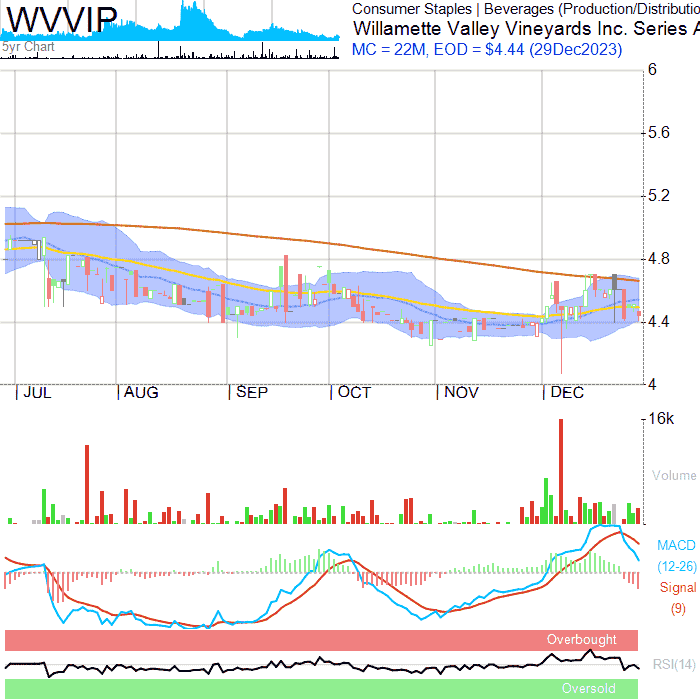 WVVIP
5yr Chart
Consumer Staples | Beverages (Production/Distributio
Willamette Valley Vineyards Inc. Series A
MC = 22M, EOD = $4.44 (29Dec2023)
6
5.6
5.2
4.8
4.4
4
JUL AUG SEP OCT NOV DEC
16k
Volume
MACD
(12-26)
Signal
(9)
Overbought
RSI(14)
Oversold